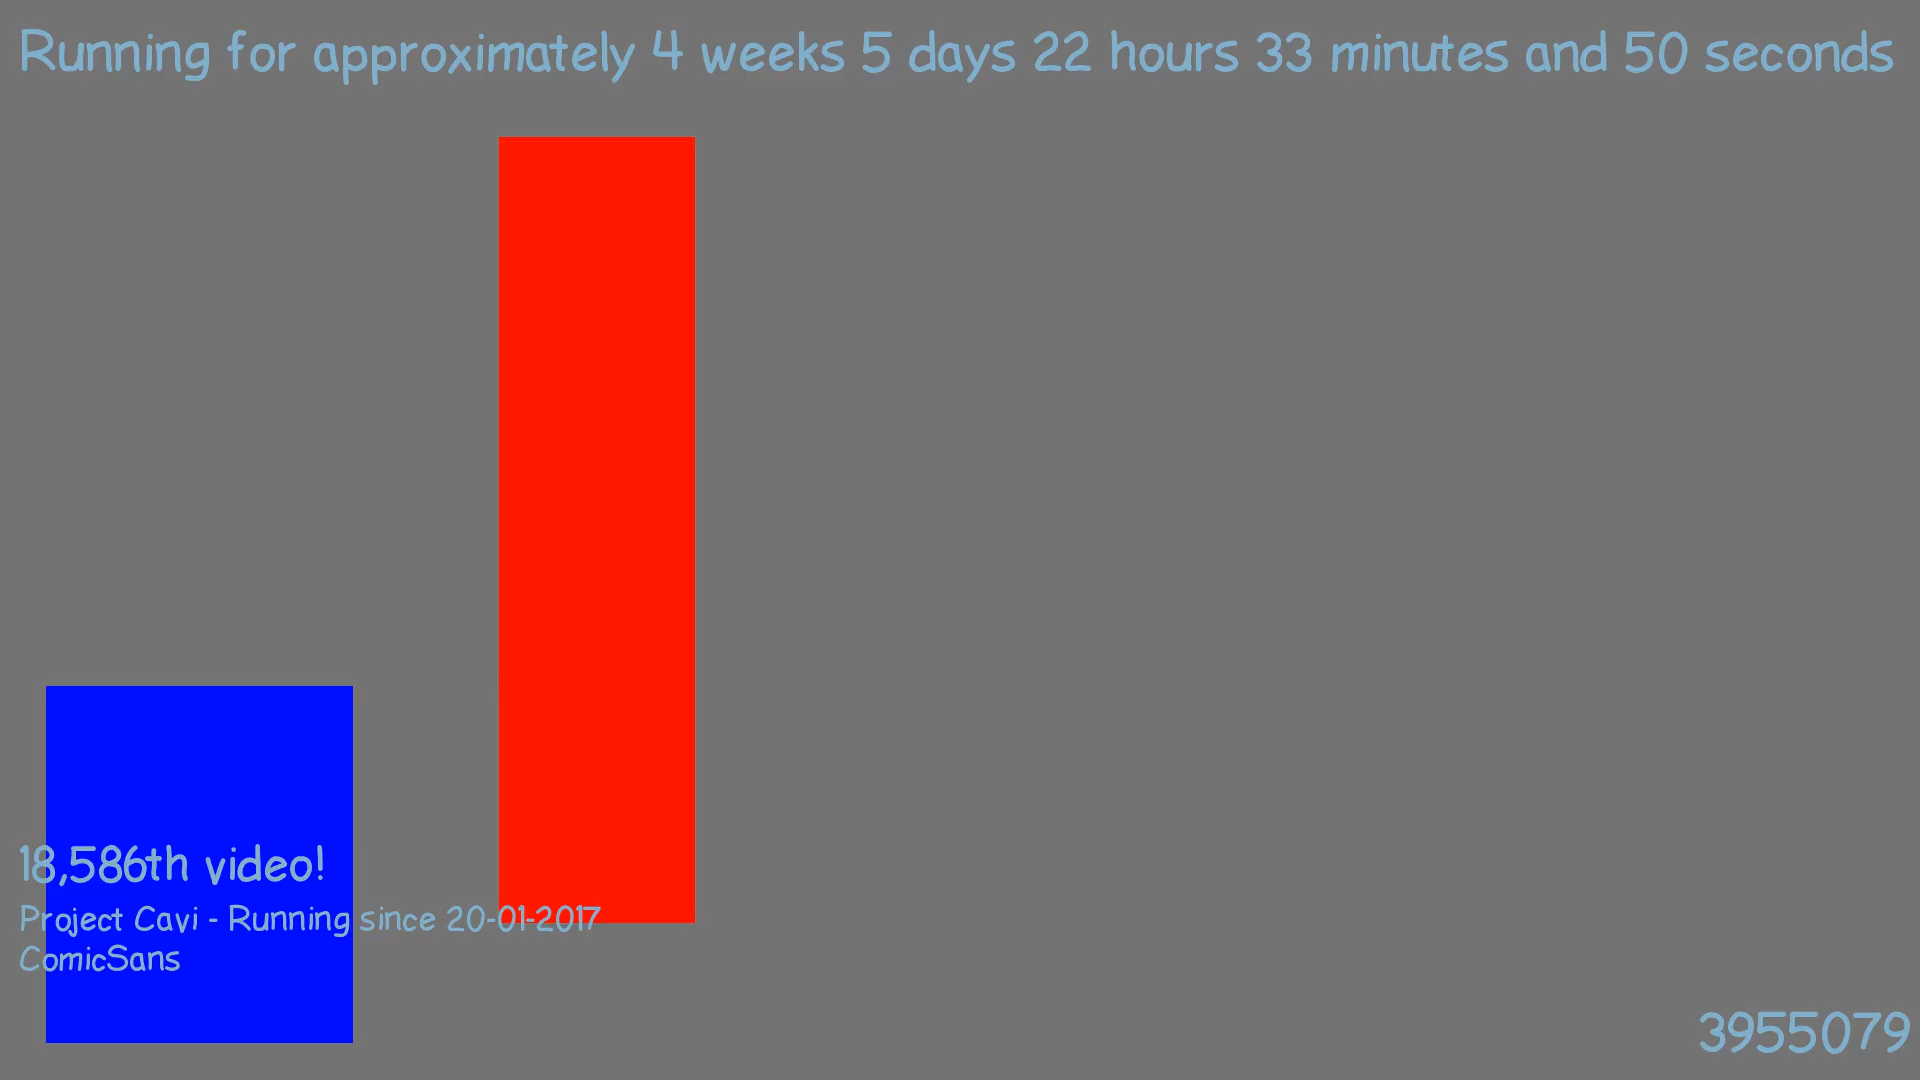 Running for approximately 4 weeks 5 days 22 hours 33 minutes and 50 seconds
18,586th video!
Project Cavi - Running since 20-01-2017
ComicSans
3955079